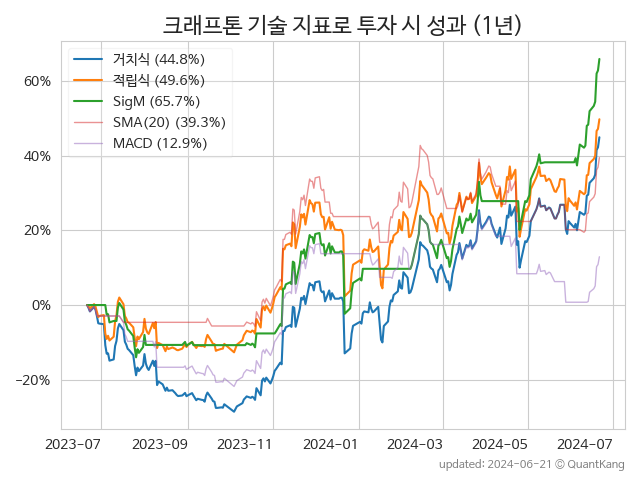 크래프톤 기술 지표로 투자 시 성과 (1년)
거치식 (44.8%)
적립식 (49.6%)
SigM (65.7%)
SMA(20) (39.3%)
MACD (12.9%)
60%
40%
20%
0%
−20%
2023-07
2023-09
2023-11
2024-01
2024-03
2024-05
2024-07
updated: 2024-06-21 © QuantKang